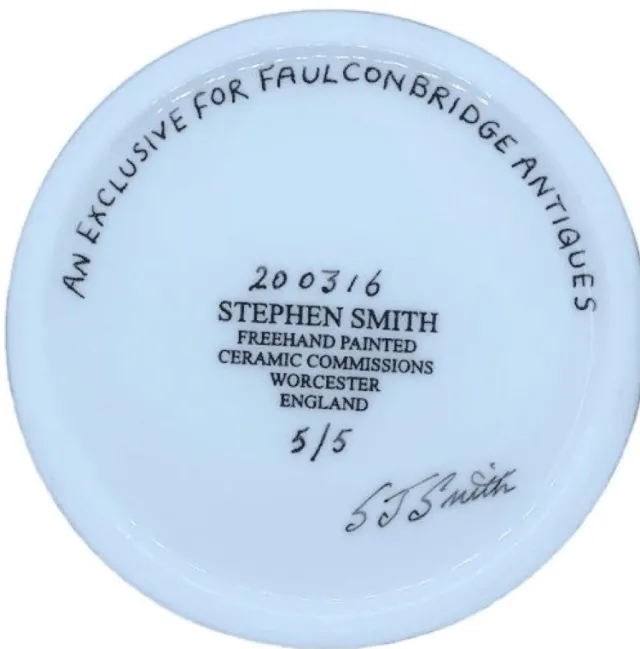 AN EXCLUSIVE FOR FAULCONBRIDGE ANTIQUES
200316
STEPHEN SMITH
FREEHAND PAINTED
CERAMIC COMMISSIONS
WORCESTER
ENGLAND
5/5
S J Smith